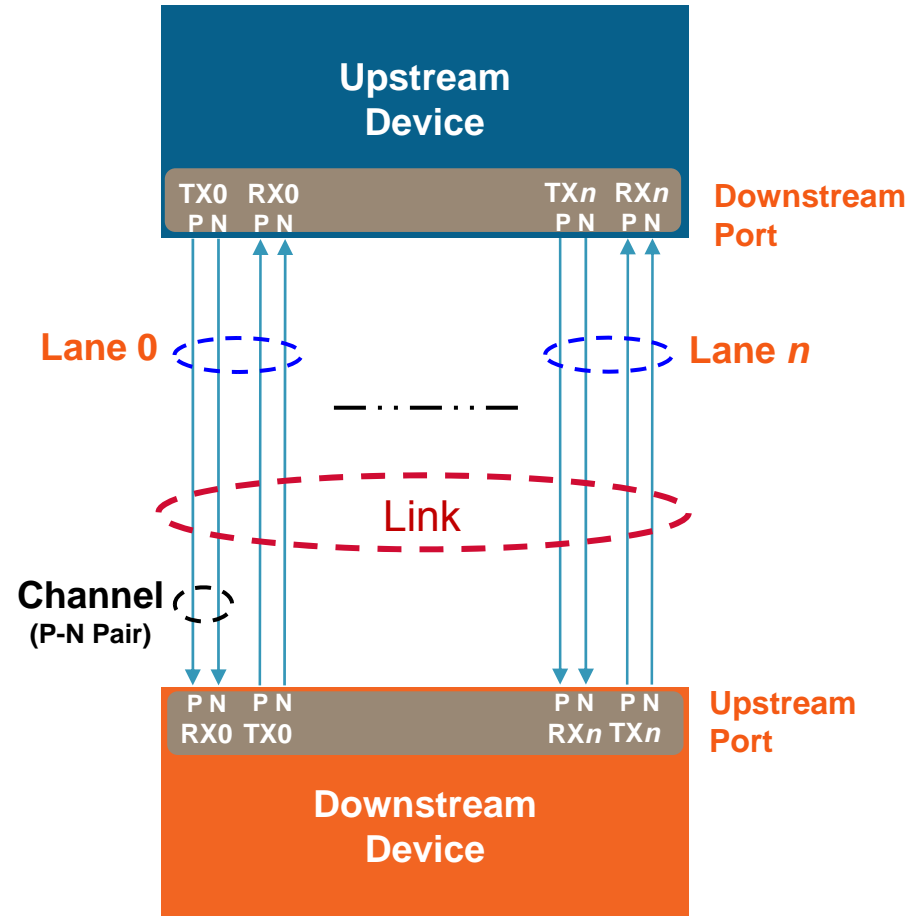 Upstream
Device
TX0 RX0 TXn RXn
P N P N P N P N
Downstream
Port
Lane 0
Lane n
Link
Channel
(P-N Pair)
P N P N P N P N
RX0 TX0 RXn TXn
Upstream
Port
Downstream
Device